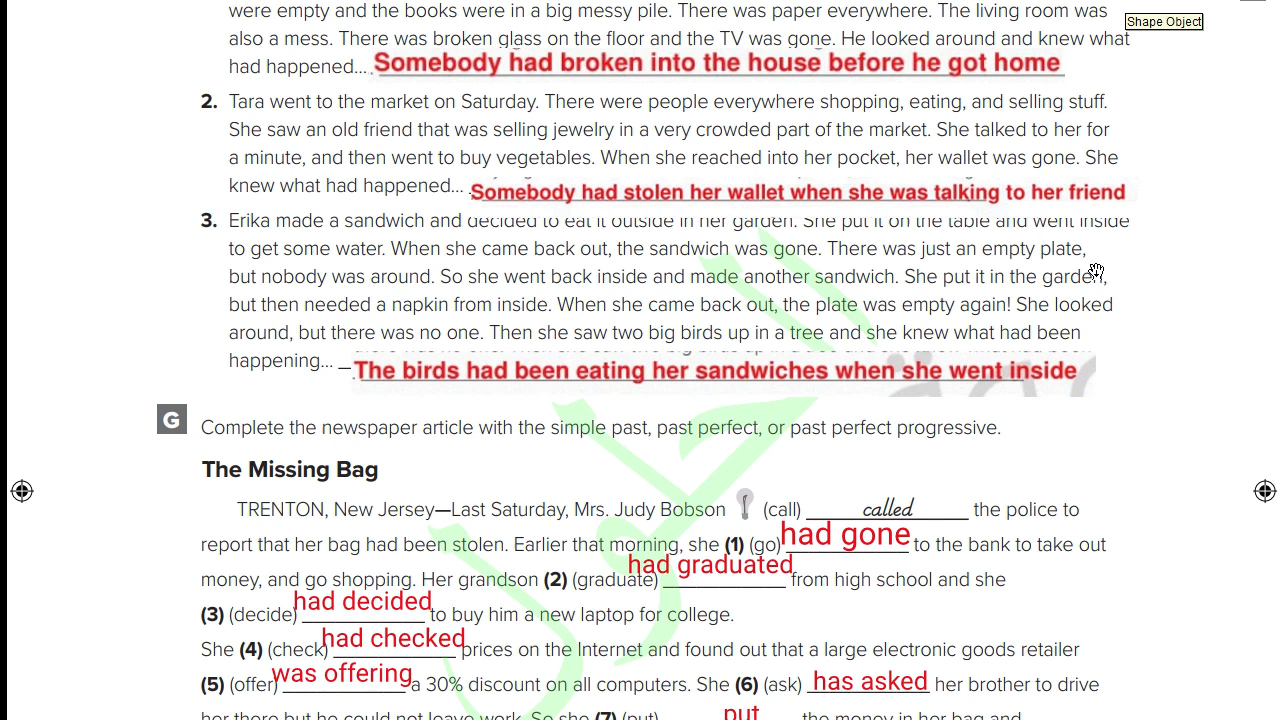 were empty and the books were in a big messy pile. There was paper everywhere. The living room was
also a mess. There was broken glass on the floor and the TV was gone. He looked around and knew what
had happened... Somebody had broken into the house before he got home
2. Tara went to the market on Saturday. There were people everywhere shopping, eating, and selling stuff.
She saw an old friend that was selling jewelry in a very crowded part of the market. She talked to her for
a minute, and then went to buy vegetables. When she reached into her pocket, her wallet was gone. She
knew what had happened... Somebody had stolen her wallet when she was talking to her friend
3. Erika made a sandwich and decided to eat it outside in her garden. She put it on the table and went inside
to get some water. When she came back out, the sandwich was gone. There was just an empty plate,
but nobody was around. So she went back inside and made another sandwich. She put it in the garden,
but then needed a napkin from inside. When she came back out, the plate was empty again! She looked
around, but there was no one. Then she saw two big birds up in a tree and she knew what had been
happening... The birds had been eating her sandwiches when she went inside
G Complete the newspaper article with the simple past, past perfect, or past perfect progressive.
The Missing Bag
TRENTON, New Jersey—Last Saturday, Mrs. Judy Bobson (call) called the police to
report that her bag had been stolen. Earlier that morning, she (1) (go) had gone to the bank to take out
money, and go shopping. Her grandson (2) (graduate) had graduated from high school and she
(3) (decide) had decided to buy him a new laptop for college.
She (4) (check) had checked prices on the Internet and found out that a large electronic goods retailer
(5) (offer) was offering a 30% discount on all computers. She (6) (ask) has asked her brother to drive
her there but he could not leave work. So she (7) (put) put the money in her bag and
Shape Object